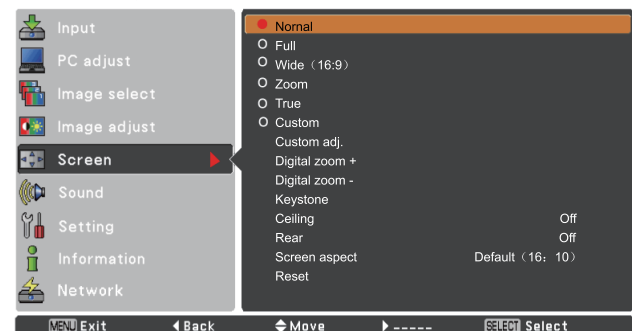 Input
PC adjust
Image select
Image adjust
Screen
Sound
Setting
Information
Network
Nornal
Full
Wide（16:9）
Zoom
True
Custom
Custom adj.
Digital zoom +
Digital zoom -
Keystone
Ceiling Off
Rear Off
Screen aspect Default（16：10）
Reset
MENU Exit Back Move ----- SELECT Select